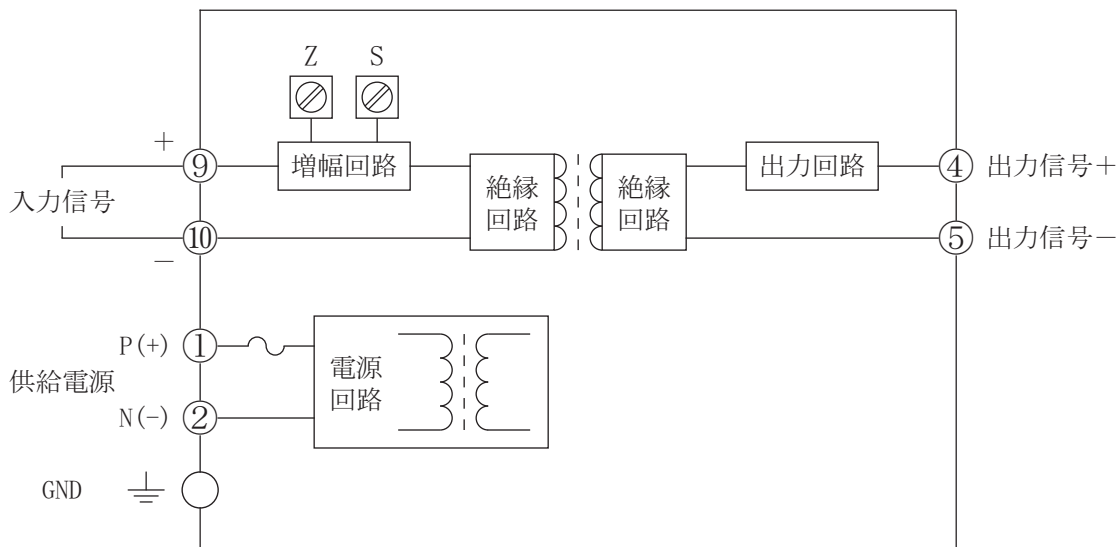 Z
S
+
⑨
増幅回路
入力信号
絶縁
回路
絶縁
回路
出力回路
④
出力信号+
⑩
−
⑤
出力信号−
P(+)
①
供給電源
N(-)
②
電源
回路
GND